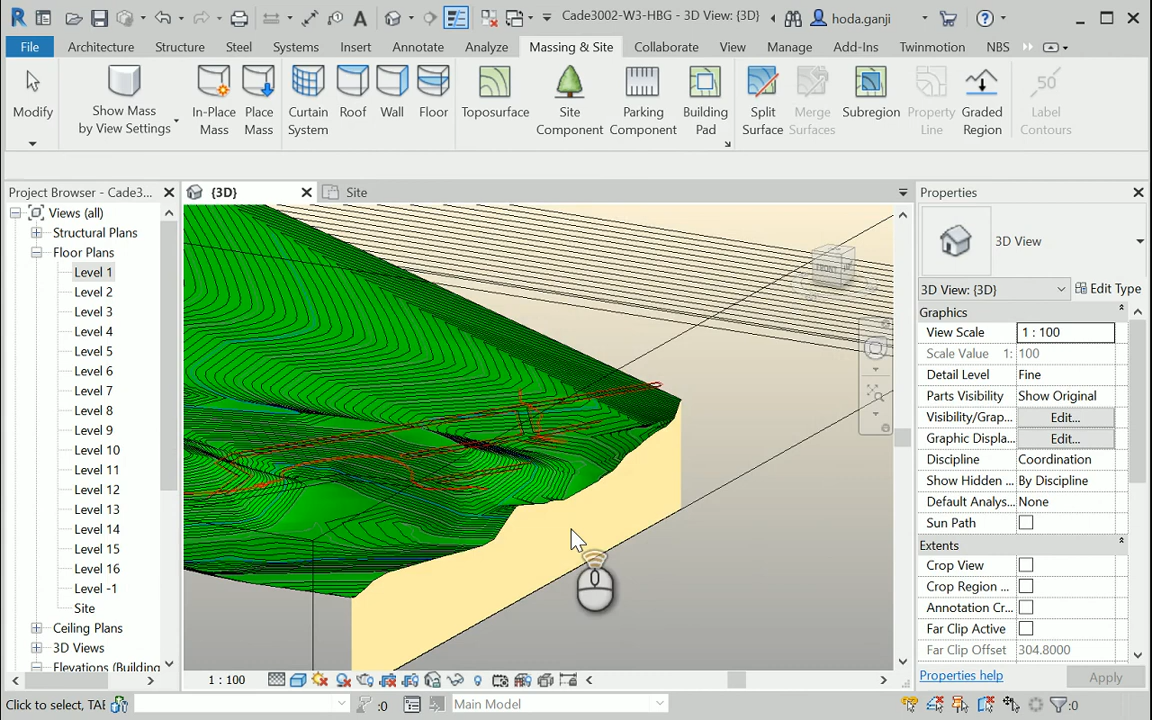 Cade3002-W3-HBG - 3D View: {3D}
hoda.ganji
File Architecture Structure Steel Systems Insert Annotate Analyze Massing & Site Collaborate View Manage Add-Ins Twinmotion NBS
Modify
Show Mass
by View Settings
In-Place
Mass
Place
Mass
Curtain
System
Roof
Wall
Floor
Toposurface
Site
Component
Parking
Component
Building
Pad
Split
Surface
Merge
Surfaces
Subregion
Property
Line
Graded
Region
50
Label
Contours
Project Browser - Cade3...
{3D}
Site
Properties
Views (all)
Structural Plans
Floor Plans
Level 1
Level 2
Level 3
Level 4
Level 5
Level 6
Level 7
Level 8
Level 9
Level 10
Level 11
Level 12
Level 13
Level 14
Level 15
Level 16
Level -1
Site
Ceiling Plans
3D Views
Elevations (Building
FRONT
3D View
3D View: {3D}
Edit Type
Graphics
View Scale 1 : 100
Scale Value 1: 100
Detail Level Fine
Parts Visibility Show Original
Visibility/Grap... Edit...
Graphic Displa... Edit...
Discipline Coordination
Show Hidden ... By Discipline
Default Analys... None
Sun Path
Extents
Crop View
Crop Region ...
Annotation Cr...
Far Clip Active
Far Clip Offset 304.8000
Properties help
Apply
1 : 100
Click to select, TAE
:0
Main Model
:0